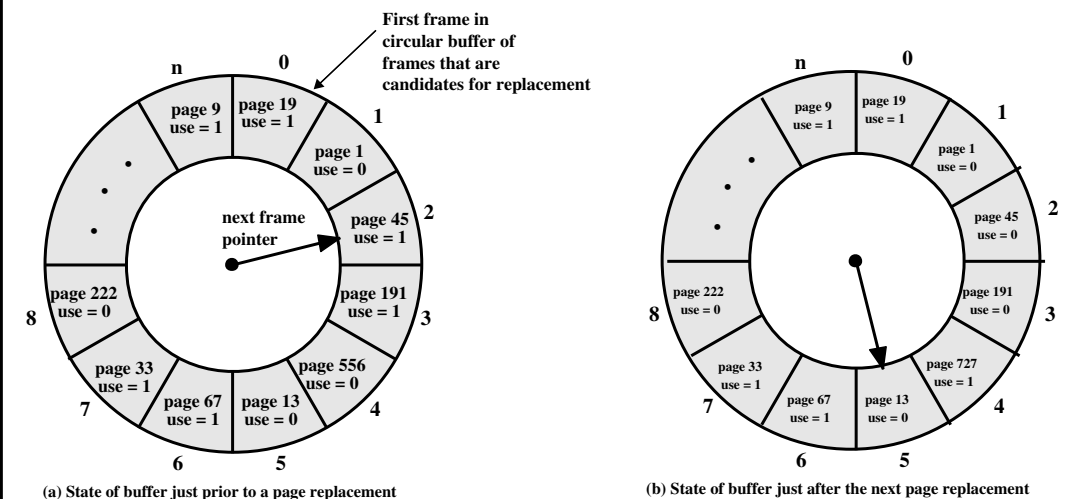 First frame in
circular buffer of
frames that are
candidates for replacement
n
0
1
2
3
4
5
6
7
8
page 9
use = 1
page 19
use = 1
page 1
use = 0
page 45
use = 1
page 191
use = 1
page 556
use = 0
page 13
use = 0
page 67
use = 1
page 33
use = 1
page 222
use = 0
next frame
pointer
(a) State of buffer just prior to a page replacement
n
0
1
2
3
4
5
6
7
8
page 9
use = 1
page 19
use = 1
page 1
use = 0
page 45
use = 0
page 191
use = 0
page 727
use = 1
page 13
use = 0
page 67
use = 1
page 33
use = 1
page 222
use = 0
(b) State of buffer just after the next page replacement